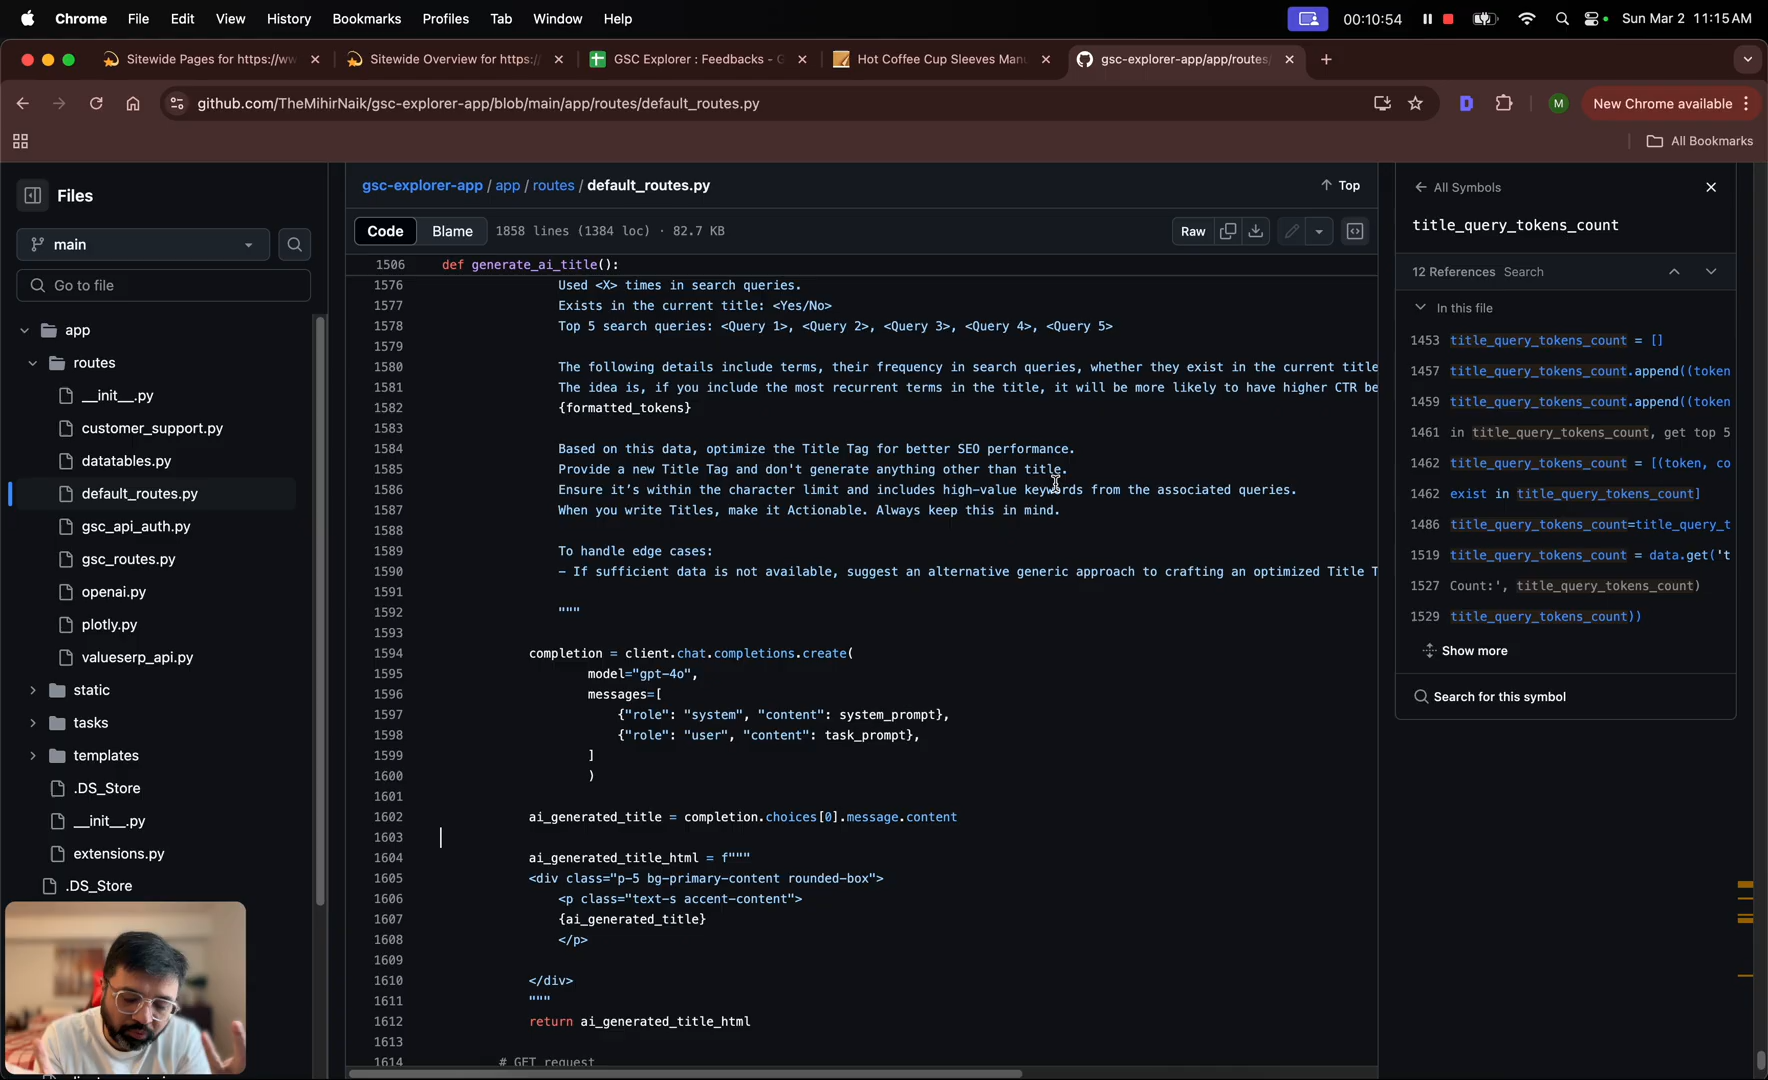 Chrome File Edit View History Bookmarks Profiles Tab Window Help 00:10:54 Sun Mar 2 11:15 AM
Sitewide Pages for https://ww
Sitewide Overview for https:/
GSC Explorer : Feedbacks - G
Hot Coffee Cup Sleeves Man
gsc-explorer-app/app/routes/
github.com/TheMihirNaik/gsc-explorer-app/blob/main/app/routes/default_routes.py
D
M
New Chrome available
All Bookmarks
Files
main
Go to file
app
routes
__init__.py
customer_support.py
datatables.py
default_routes.py
gsc_api_auth.py
gsc_routes.py
openai.py
plotly.py
valueserp_api.py
static
tasks
templates
.DS_Store
__init__.py
extensions.py
.DS_Store
gsc-explorer-app / app / routes / default_routes.py
Top
Code Blame 1858 lines (1384 loc) · 82.7 KB
Raw
1506 def generate_ai_title():
1576 Used <X> times in search queries.
1577 Exists in the current title: <Yes/No>
1578 Top 5 search queries: <Query 1>, <Query 2>, <Query 3>, <Query 4>, <Query 5>
1579
1580 The following details include terms, their frequency in search queries, whether they exist in the current title
1581 The idea is, if you include the most recurrent terms in the title, it will be more likely to have higher CTR be
1582 {formatted_tokens}
1583
1584 Based on this data, optimize the Title Tag for better SEO performance.
1585 Provide a new Title Tag and don't generate anything other than title.
1586 Ensure it's within the character limit and includes high-value keywords from the associated queries.
1587 When you write Titles, make it Actionable. Always keep this in mind.
1588
1589 To handle edge cases:
1590 - If sufficient data is not available, suggest an alternative generic approach to crafting an optimized Title T
1591
1592 """
1593
1594 completion = client.chat.completions.create(
1595 model="gpt-4o",
1596 messages=[
1597 {"role": "system", "content": system_prompt},
1598 {"role": "user", "content": task_prompt},
1599 ]
1600 )
1601
1602 ai_generated_title = completion.choices[0].message.content
1603
1604 ai_generated_title_html = f"""
1605 <div class="p-5 bg-primary-content rounded-box">
1606 <p class="text-s accent-content">
1607 {ai_generated_title}
1608 </p>
1609
1610 </div>
1611 """
1612 return ai_generated_title_html
1613
1614 # GET request
All Symbols
title_query_tokens_count
12 References Search
In this file
1453 title_query_tokens_count = []
1457 title_query_tokens_count.append((token
1459 title_query_tokens_count.append((token
1461 in title_query_tokens_count, get top 5
1462 title_query_tokens_count = [(token, co
1462 exist in title_query_tokens_count]
1486 title_query_tokens_count=title_query_t
1519 title_query_tokens_count = data.get('t
1527 Count:', title_query_tokens_count)
1529 title_query_tokens_count))
Show more
Search for this symbol